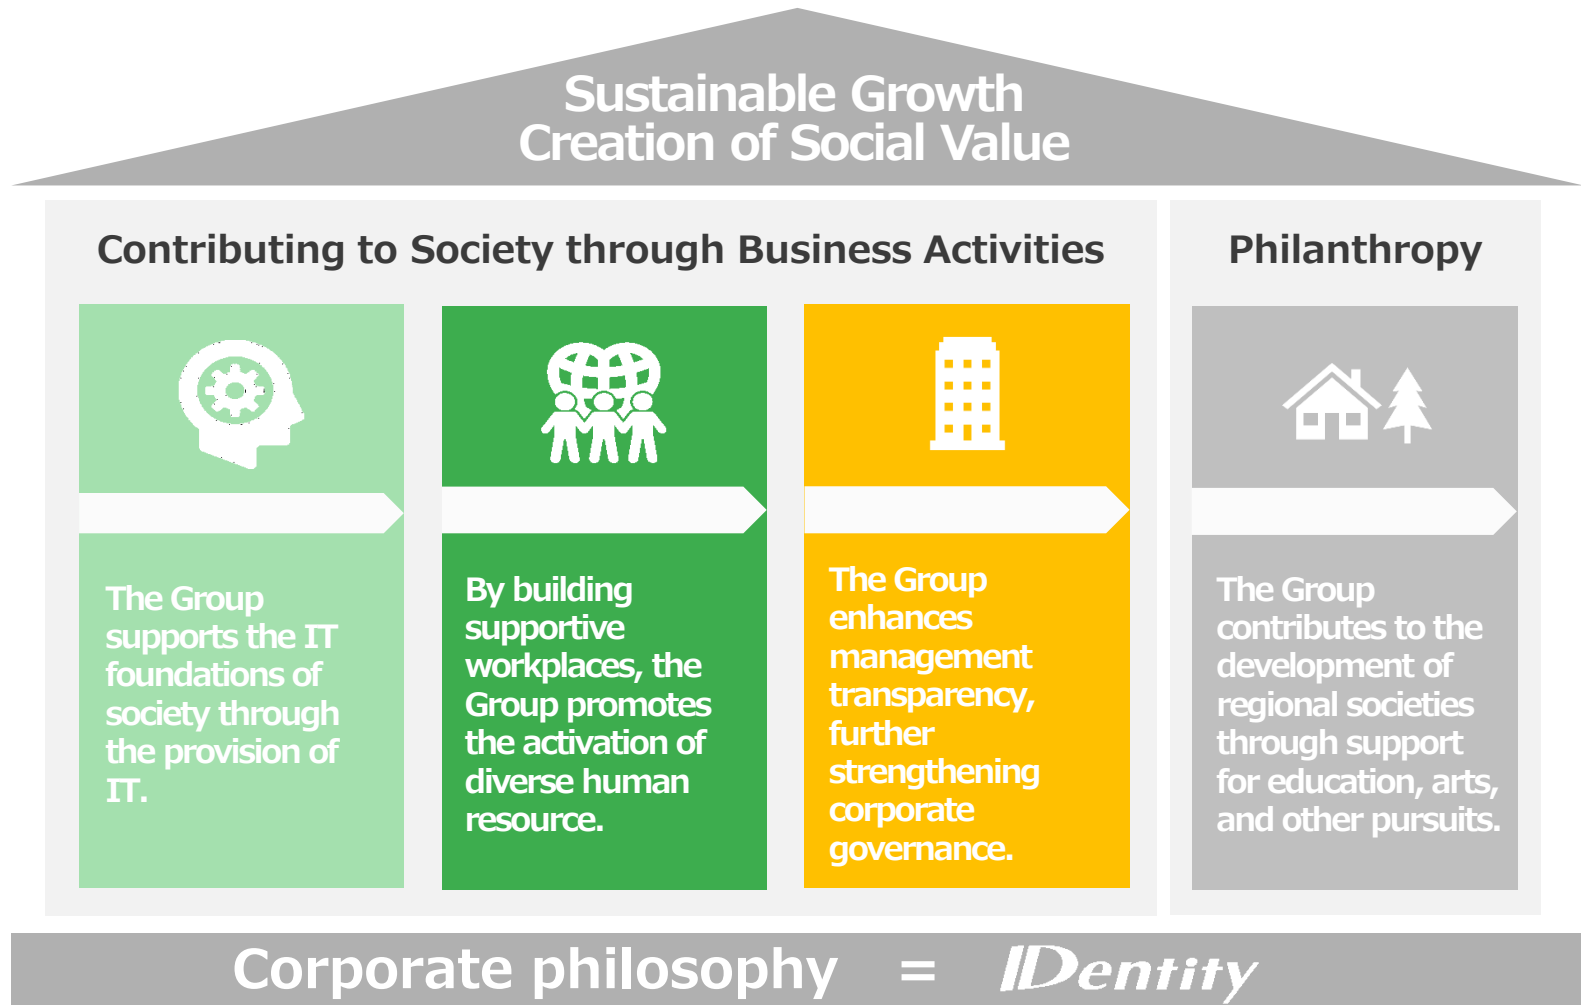 Sustainable Growth
Creation of Social Value
Contributing to Society through Business Activities
Philanthropy
The Group
supports the IT
foundations of
society through
the provision of
IT.
By building
supportive
workplaces, the
Group promotes
the activation of
diverse human
resource.
The Group
enhances
management
transparency,
further
strengthening
corporate
governance.
The Group
contributes to the
development of
regional societies
through support
for education, arts,
and other pursuits.
Corporate philosophy = IDentity